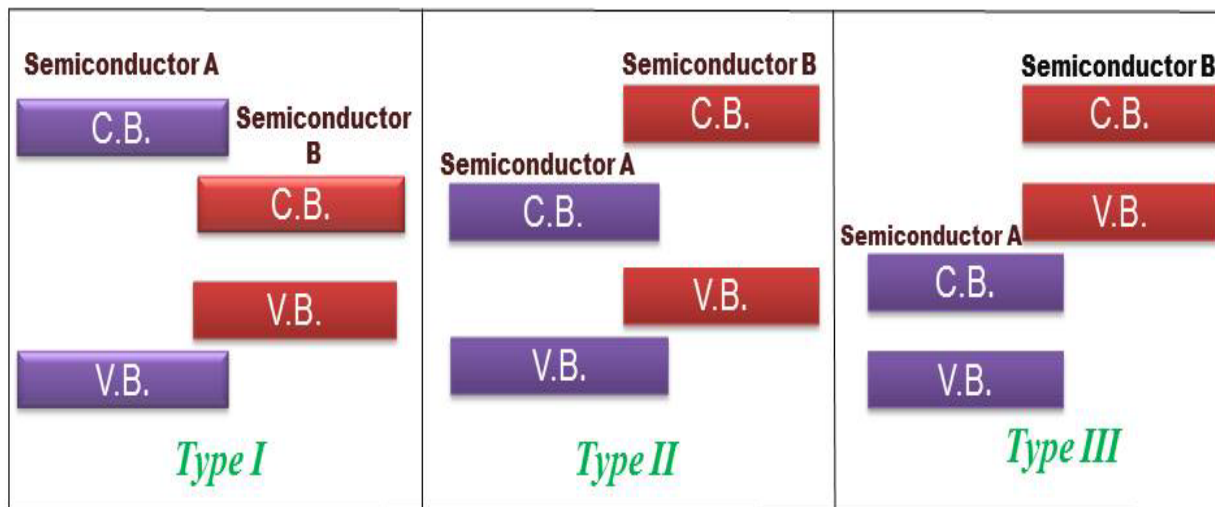 Semiconductor A
C.B.
Semiconductor
B
C.B.
V.B.
V.B.
Type I
Semiconductor B
C.B.
Semiconductor A
C.B.
V.B.
V.B.
Type II
Semiconductor B
C.B.
V.B.
Semiconductor A
C.B.
V.B.
Type III